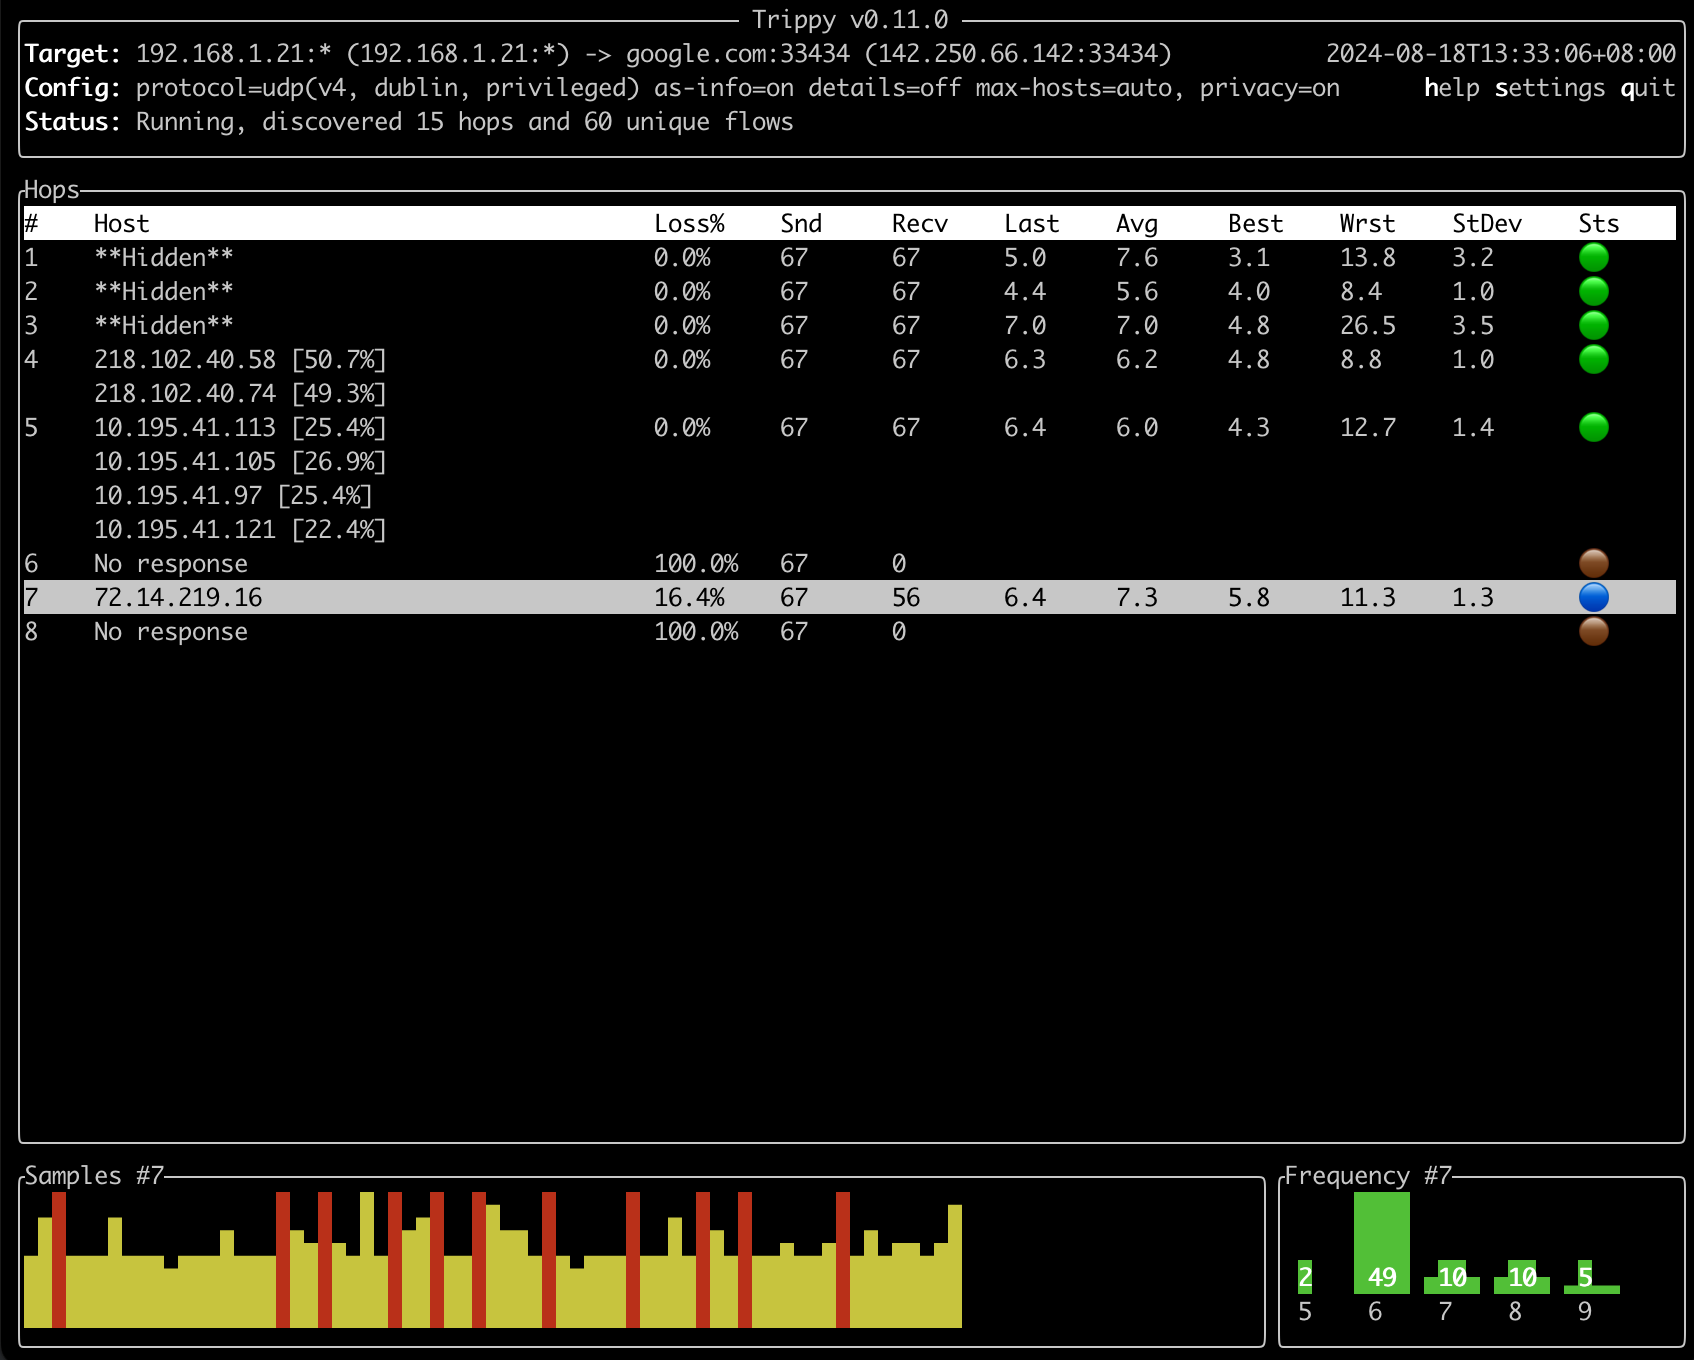 Trippy v0.11.0
Target: 192.168.1.21:* (192.168.1.21:*) -> google.com:33434 (142.250.66.142:33434) 2024-08-18T13:33:06+08:00
Config: protocol=udp(v4, dublin, privileged) as-info=on details=off max-hosts=auto, privacy=on help settings quit
Status: Running, discovered 15 hops and 60 unique flows
Hops
# Host Loss% Snd Recv Last Avg Best Wrst StDev Sts
1 **Hidden** 0.0% 67 67 5.0 7.6 3.1 13.8 3.2
2 **Hidden** 0.0% 67 67 4.4 5.6 4.0 8.4 1.0
3 **Hidden** 0.0% 67 67 7.0 7.0 4.8 26.5 3.5
4 218.102.40.58 [50.7%] 0.0% 67 67 6.3 6.2 4.8 8.8 1.0
218.102.40.74 [49.3%]
5 10.195.41.113 [25.4%] 0.0% 67 67 6.4 6.0 4.3 12.7 1.4
10.195.41.105 [26.9%]
10.195.41.97 [25.4%]
10.195.41.121 [22.4%]
6 No response 100.0% 67 0
7 72.14.219.16 16.4% 67 56 6.4 7.3 5.8 11.3 1.3
8 No response 100.0% 67 0
Samples #7
Frequency #7
2 49 10 10 5
5 6 7 8 9